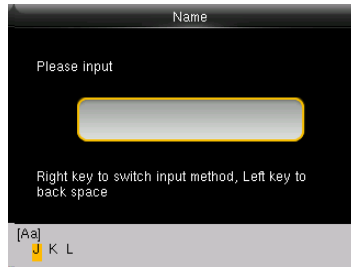 Name
Please input
Right key to switch input method, Left key to
back space
[Aa]
J K L